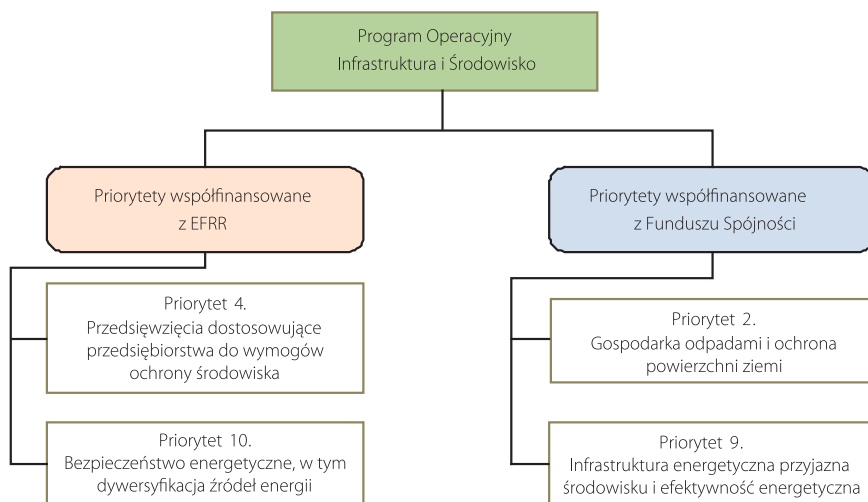 Program Operacyjny
Infrastruktura i Środowisko
Priorytety współfinansowane
z EFRR
Priorytety współfinansowane
z Funduszu Spójności
Priorytet 4.
Przedsięwzięcia dostosowujące
przedsiębiorstwa do wymogów
ochrony środowiska
Priorytet 2.
Gospodarka odpadami i ochrona
powierzchni ziemi
Priorytet 10.
Bezpieczeństwo energetyczne, w tym
dywersyfikacja źródeł energii
Priorytet 9.
Infrastruktura energetyczna przyjazna
środowisku i efektywność energetyczna